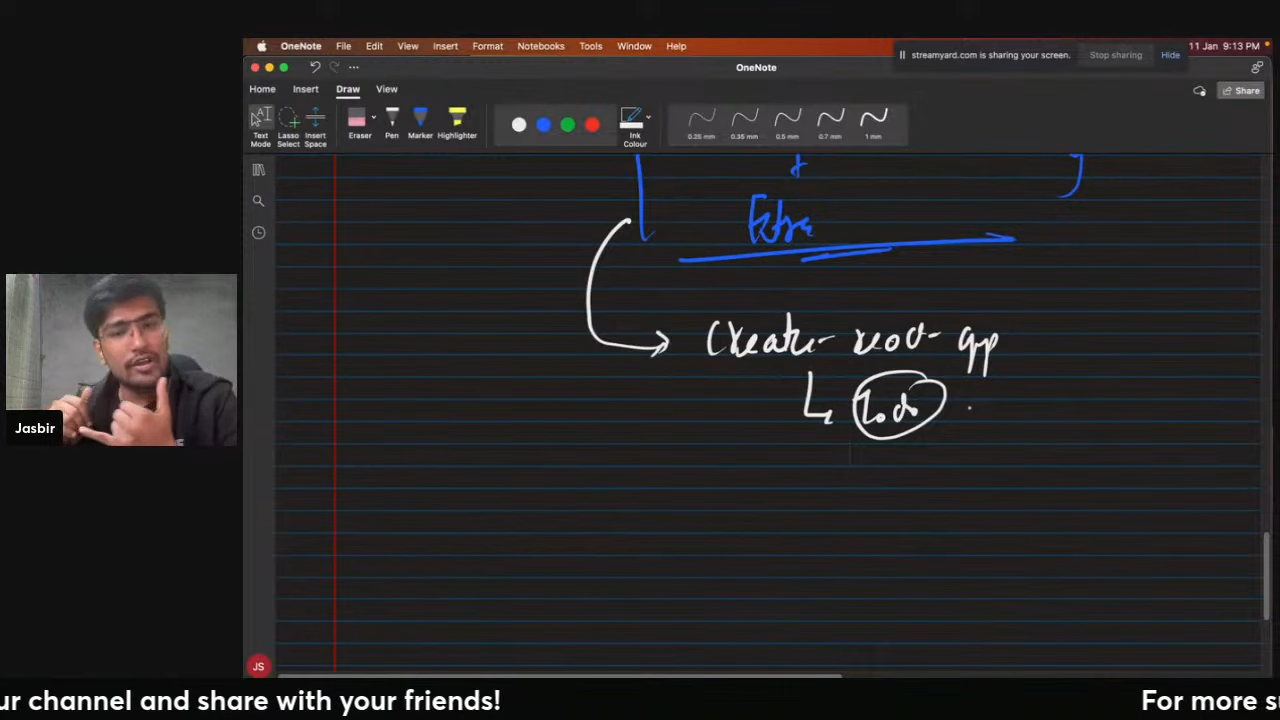 OneNote File Edit View Insert Format Notebooks Tools Window Help
streamyard.com is sharing your screen. Stop sharing Hide
11 Jan 9:13 PM
OneNote
Home Insert Draw View
Share
Text Mode
Lasso Select
Insert Space
Eraser
Pen
Marker
Highlighter
Ink Colour
0.25 mm 0.35 mm 0.5 mm 0.7 mm 1 mm
Extra
Create-react-app
Todo
Jasbir
JS
ur channel and share with your friends!
For more s